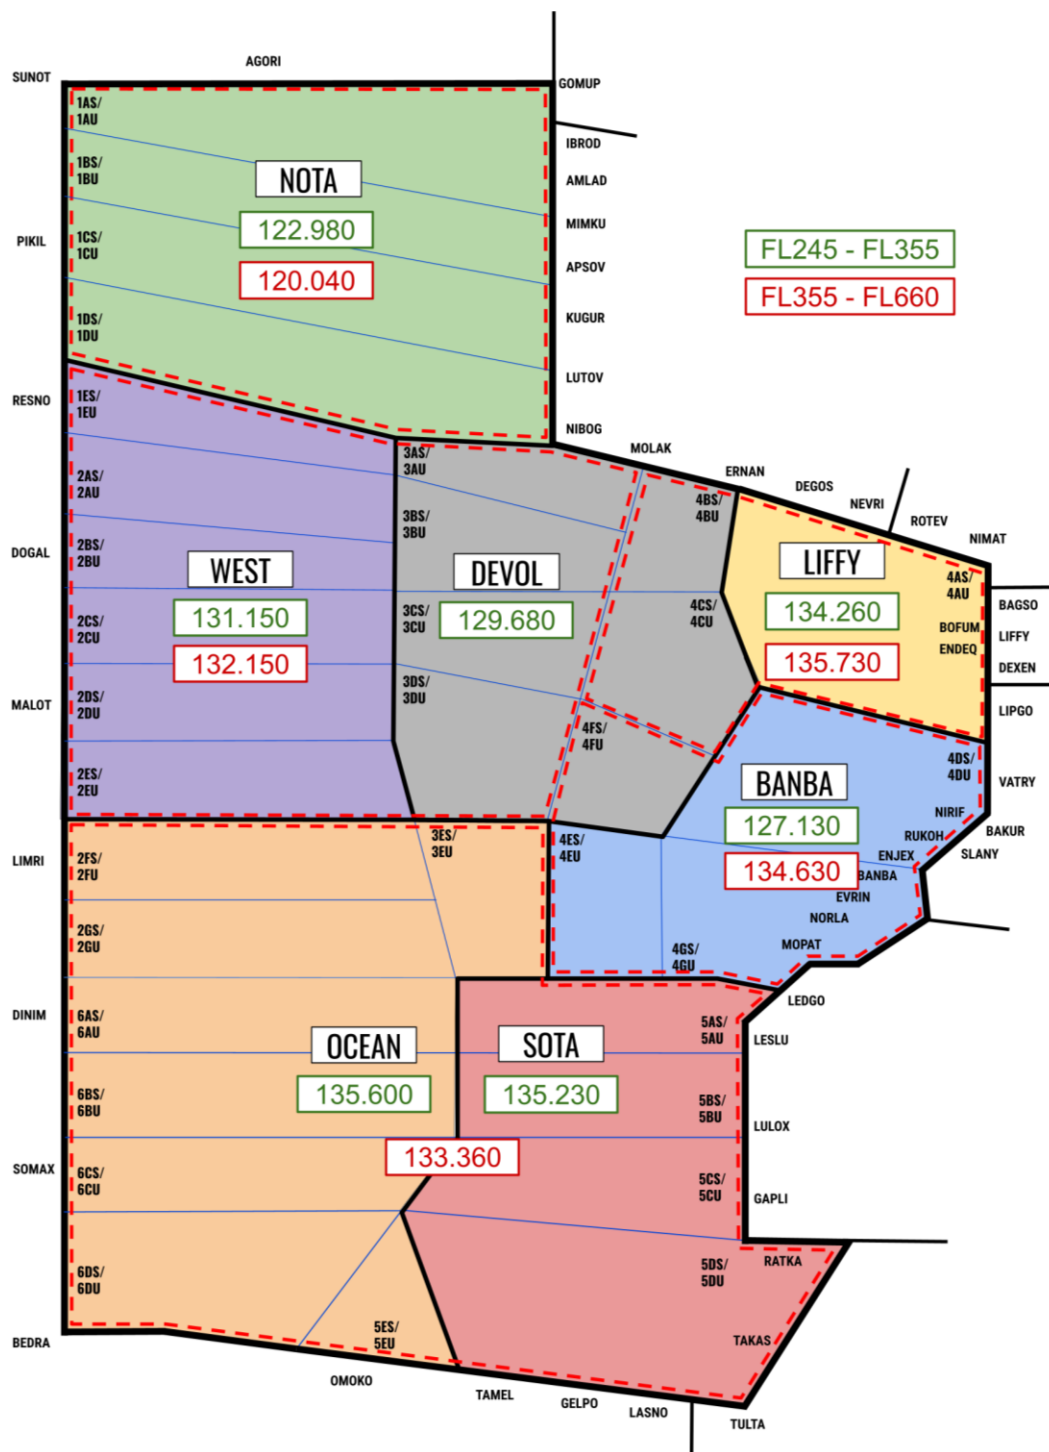 AGORI
SUNOT
GOMUP
1AS/
1AU
IBROD
1BS/
1BU
NOTA
AMLAD
122.980
MIMKU
PIKIL
1CS/
1CU
120.040
APSOV
FL245 - FL355
FL355 - FL660
1DS/
1DU
KUGUR
LUTOV
RESNO
1ES/
1EU
NIBOG
3AS/
3AU
MOLAK
ERNAN
DEGOS
NEVRI
ROTEV
NIMAT
2AS/
2AU
4BS/
4BU
3BS/
3BU
DOGAL
2BS/
2BU
WEST
DEVOL
LIFFY
4AS/
4AU
131.150
129.680
134.260
BAGSO
2CS/
2CU
3CS/
3CU
4CS/
4CU
BOFUM
LIFFY
ENDEQ
132.150
135.730
DEXEN
MALOT
2DS/
2DU
3DS/
3DU
LIPGO
4FS/
4FU
2ES/
2EU
BANBA
4DS/
4DU
VATRY
127.130
NIRIF
BAKUR
RUKOH
SLANY
LIMRI
2FS/
2FU
3ES/
3EU
4ES/
4EU
ENJEX
134.630
BANBA
EVRIN
NORLA
2GS/
2GU
4GS/
4GU
MOPAT
LEDGO
DINIM
6AS/
6AU
OCEAN
SOTA
5AS/
5AU
LESLU
135.600
135.230
6BS/
6BU
5BS/
5BU
LULOX
133.360
SOMAX
6CS/
6CU
5CS/
5CU
GAPLI
6DS/
6DU
5DS/
5DU
RATKA
BEDRA
5ES/
5EU
TAKAS
OMOKO
TAMEL
GELPO
LASNO
TULTA